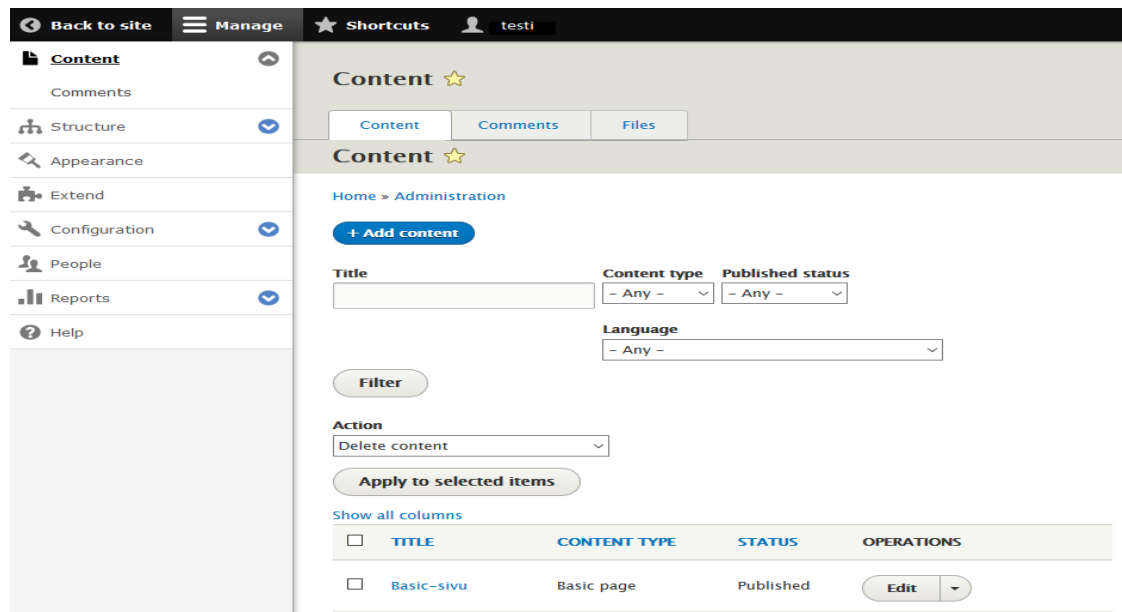 Back to site Manage Shortcuts testi
Content
Comments
Structure
Appearance
Extend
Configuration
People
Reports
Help
Content
Content Comments Files
Content
Home » Administration
+ Add content
Title Content type Published status
- Any - - Any -
Language
- Any -
Filter
Action
Delete content
Apply to selected items
Show all columns
TITLE CONTENT TYPE STATUS OPERATIONS
Basic-sivu Basic page Published Edit